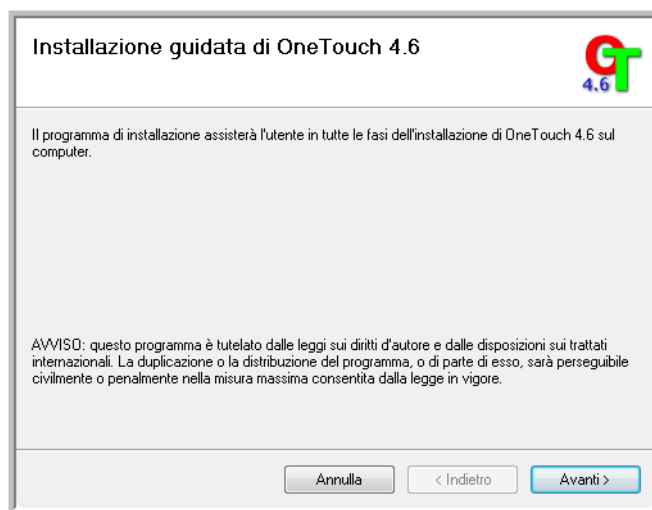 Installazione guidata di OneTouch 4.6
OT
4.6
Il programma di installazione assisterà l'utente in tutte le fasi dell'installazione di OneTouch 4.6 sul
computer.
AVVISO: questo programma è tutelato dalle leggi sui diritti d'autore e dalle disposizioni sui trattati
internazionali. La duplicazione o la distribuzione del programma, o di parte di esso, sarà perseguibile
civilmente o penalmente nella misura massima consentita dalla legge in vigore.
Annulla
< Indietro
Avanti >